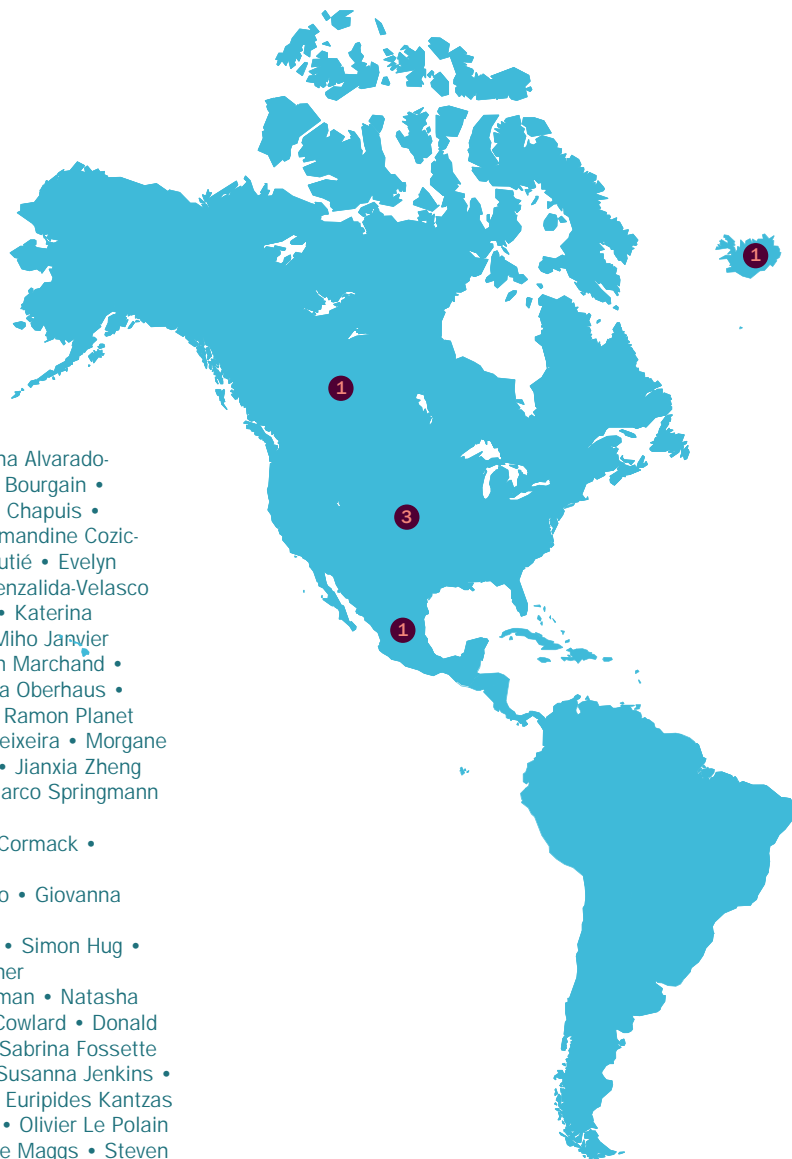 1
1
na Alvarado-
Bourgain •
3
Chapuis •
mandine Cozic-
utié • Evelyn
enzalida-Velasco
• Katerina
1
Miho Janvier
n Marchand •
a Oberhaus •
Ramon Planet
eixeira • Morgane
• Jianxia Zheng
arco Springmann
Cormack •
o • Giovanna
• Simon Hug •
ner
man • Natasha
Cowlard • Donald
Sabrina Fossette
Susanna Jenkins •
Euripides Kantzas
• Olivier Le Polain
e Maggs • Steven